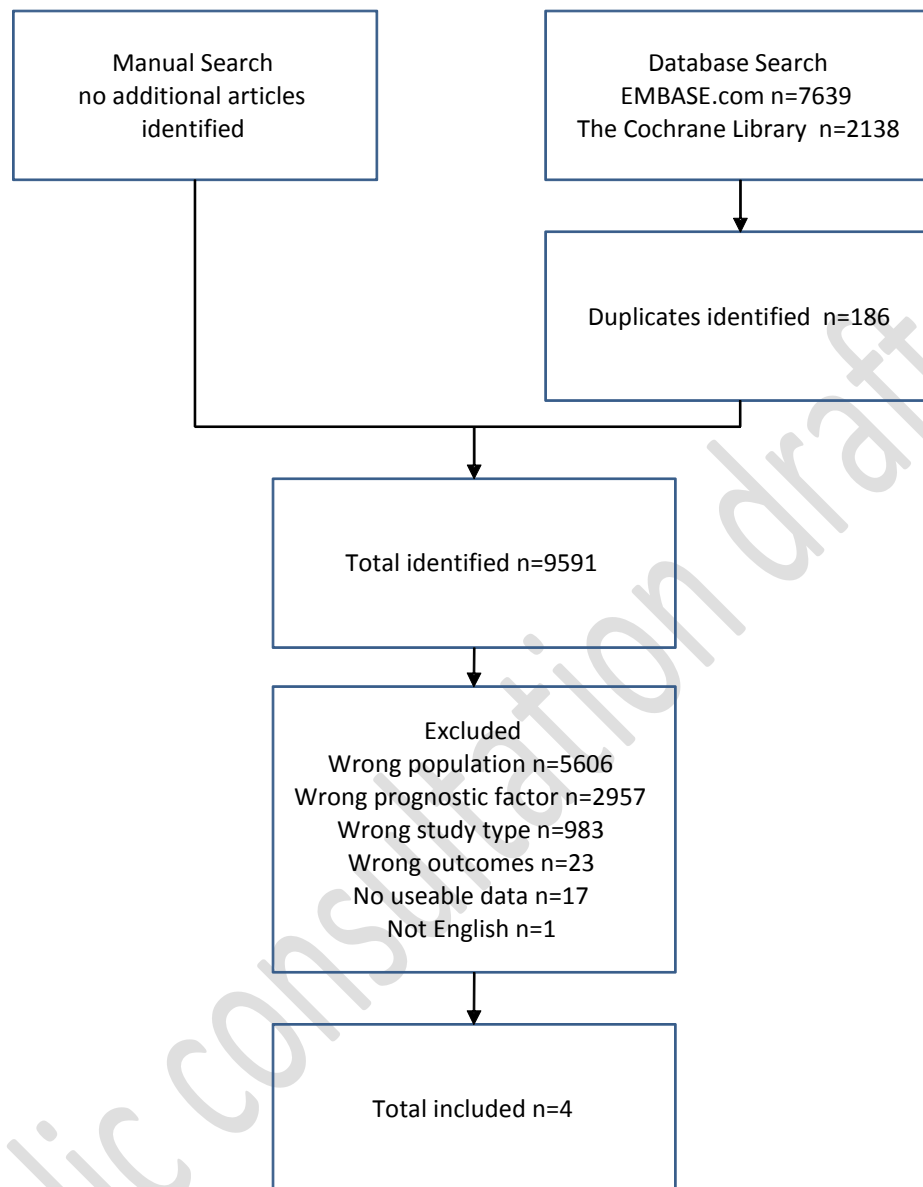 Manual Search
no additional articles
identified
Database Search
EMBASE.com n=7639
The Cochrane Library n=2138
Duplicates identified n=186
Total identified n=9591
Excluded
Wrong population n=5606
Wrong prognostic factor n=2957
Wrong study type n=983
Wrong outcomes n=23
No useable data n=17
Not English n=1
Total included n=4
lic consultation draft